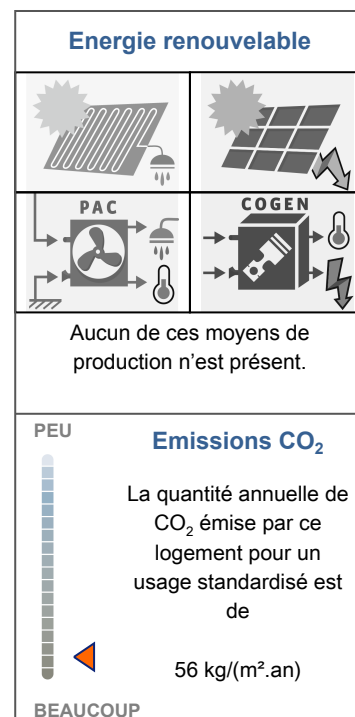 Energie renouvelable
PAC
COGEN
Aucun de ces moyens de
production n'est présent.
PEU
Emissions CO₂
La quantité annuelle de
CO₂ émise par ce
logement pour un
usage standardisé est
de
56 kg/(m².an)
BEAUCOUP